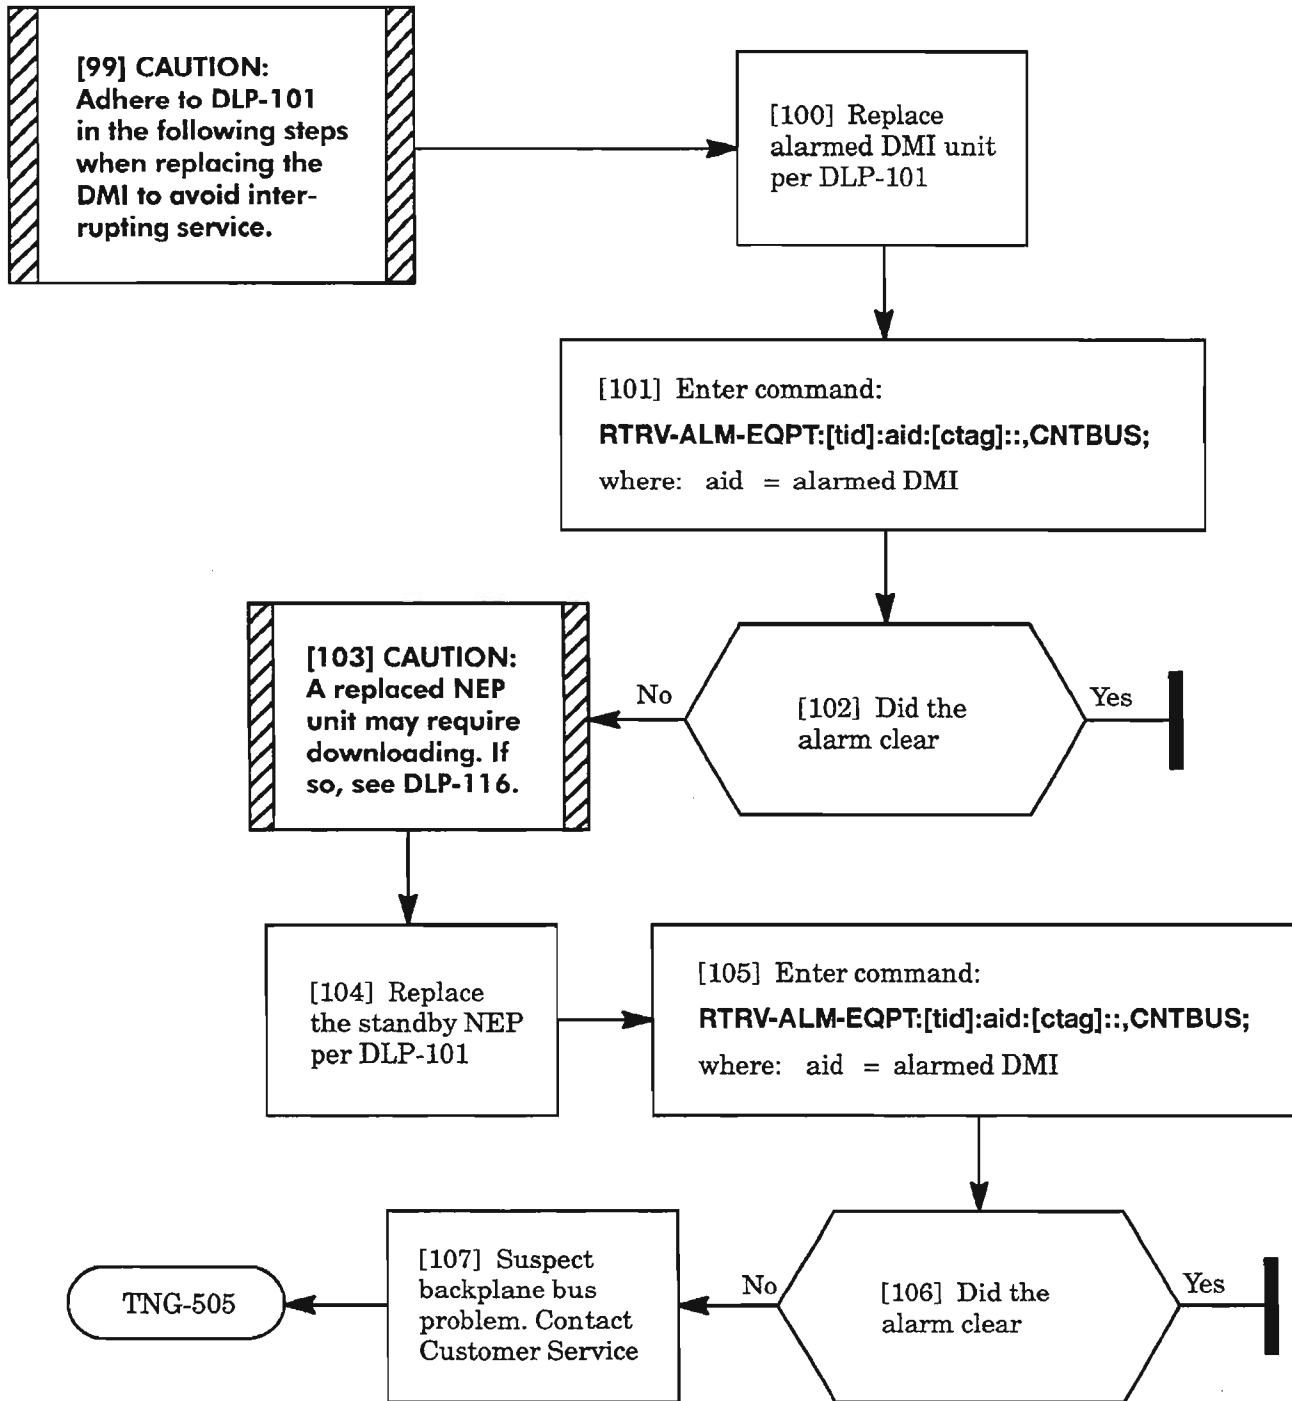 [99] CAUTION:
Adhere to DLP-101
in the following steps
when replacing the
DMI to avoid inter-
rupting service.
[100] Replace
alarmed DMI unit
per DLP-101
[101] Enter command:
RTRV-ALM-EQPT:[tid]:aid:[ctag]::,CNTBUS;
where: aid = alarmed DMI
[102] Did the
alarm clear
No
Yes
[103] CAUTION:
A replaced NEP
unit may require
downloading. If
so, see DLP-116.
[104] Replace
the standby NEP
per DLP-101
[105] Enter command:
RTRV-ALM-EQPT:[tid]:aid:[ctag]::,CNTBUS;
where: aid = alarmed DMI
[106] Did the
alarm clear
No
Yes
[107] Suspect
backplane bus
problem. Contact
Customer Service
TNG-505